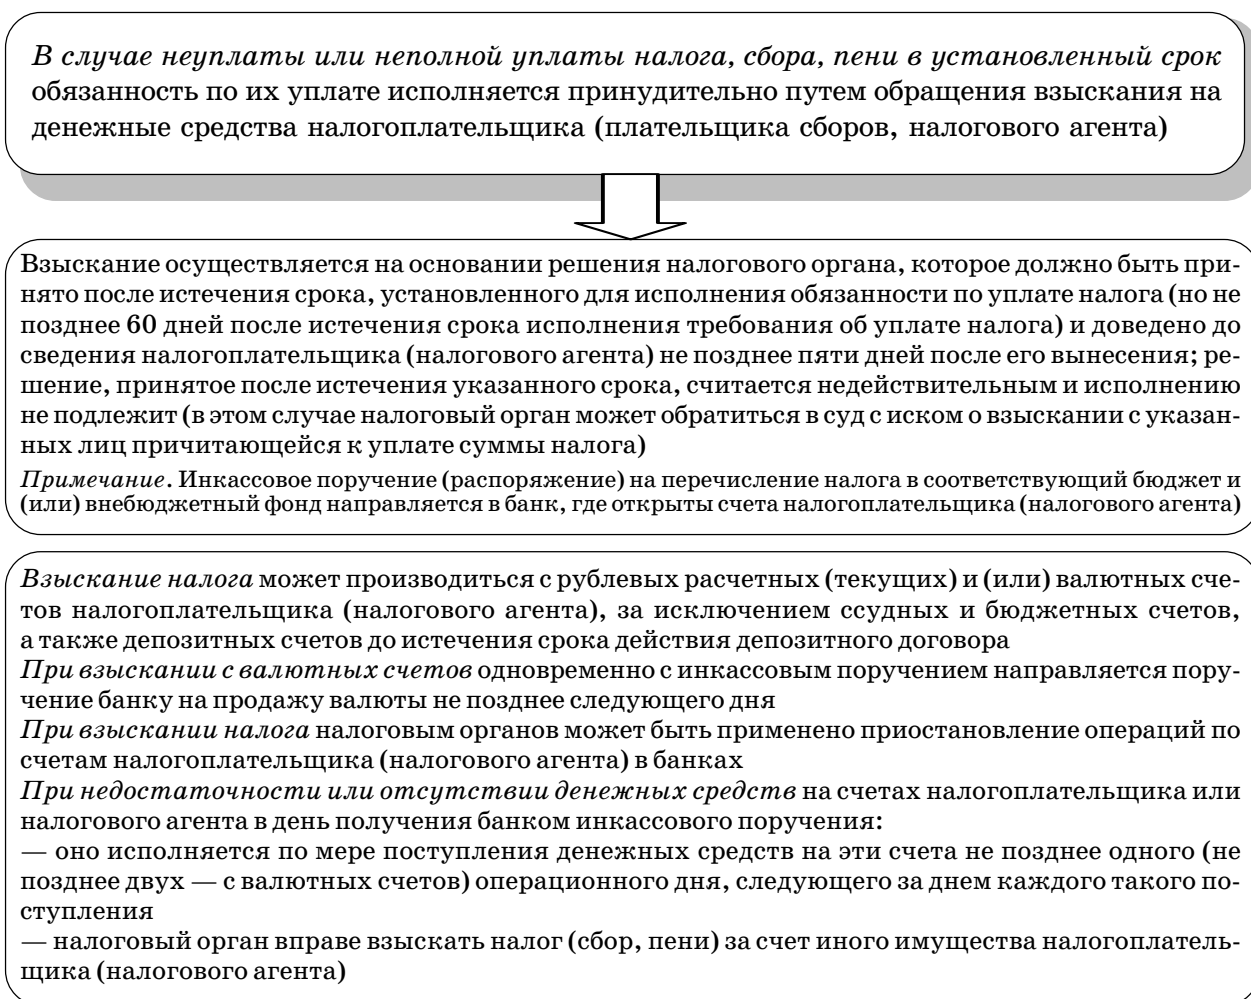 В случае неуплаты или неполной уплаты налога, сбора, пени в установленный срок
обязанность по их уплате исполняется принудительно путем обращения взыскания на
денежные средства налогоплательщика (плательщика сборов, налогового агента)
Взыскание осуществляется на основании решения налогового органа, которое должно быть при-
нято после истечения срока, установленного для исполнения обязанности по уплате налога (но не
позднее 60 дней после истечения срока исполнения требования об уплате налога) и доведено до
сведения налогоплательщика (налогового агента) не позднее пяти дней после его вынесения; ре-
шение, принятое после истечения указанного срока, считается недействительным и исполнению
не подлежит (в этом случае налоговый орган может обратиться в суд с иском о взыскании с указан-
ных лиц причитающейся к уплате суммы налога)
Примечание. Инкассовое поручение (распоряжение) на перечисление налога в соответствующий бюджет и
(или) внебюджетный фонд направляется в банк, где открыты счета налогоплательщика (налогового агента)
Взыскание налога может производиться с рублевых расчетных (текущих) и (или) валютных сче-
тов налогоплательщика (налогового агента), за исключением ссудных и бюджетных счетов,
а также депозитных счетов до истечения срока действия депозитного договора
При взыскании с валютных счетов одновременно с инкассовым поручением направляется пору-
чение банку на продажу валюты не позднее следующего дня
При взыскании налога налоговым органов может быть применено приостановление операций по
счетам налогоплательщика (налогового агента) в банках
При недостаточности или отсутствии денежных средств на счетах налогоплательщика или
налогового агента в день получения банком инкассового поручения:
— оно исполняется по мере поступления денежных средств на эти счета не позднее одного (не
позднее двух — с валютных счетов) операционного дня, следующего за днем каждого такого по-
ступления
— налоговый орган вправе взыскать налог (сбор, пени) за счет иного имущества налогоплатель-
щика (налогового агента)